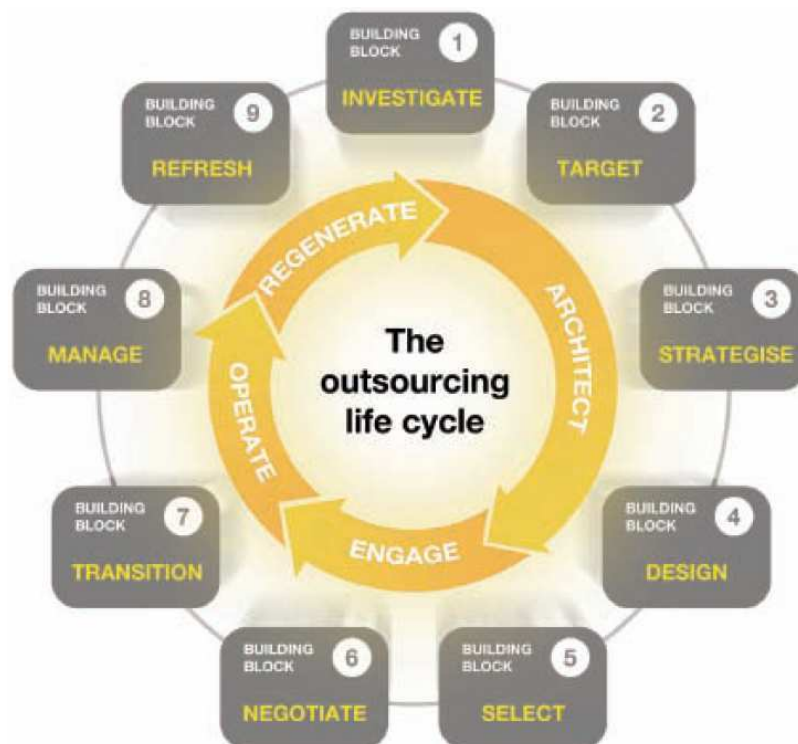 BUILDING
BLOCK
1
INVESTIGATE
BUILDING
BLOCK
2
TARGET
BUILDING
BLOCK
3
STRATEGISE
BUILDING
BLOCK
4
DESIGN
BUILDING
BLOCK
5
SELECT
BUILDING
BLOCK
6
NEGOTIATE
BUILDING
BLOCK
7
TRANSITION
BUILDING
BLOCK
8
MANAGE
BUILDING
BLOCK
9
REFRESH
ARCHITECT
ENGAGE
OPERATE
REGENERATE
The
outsourcing
life cycle